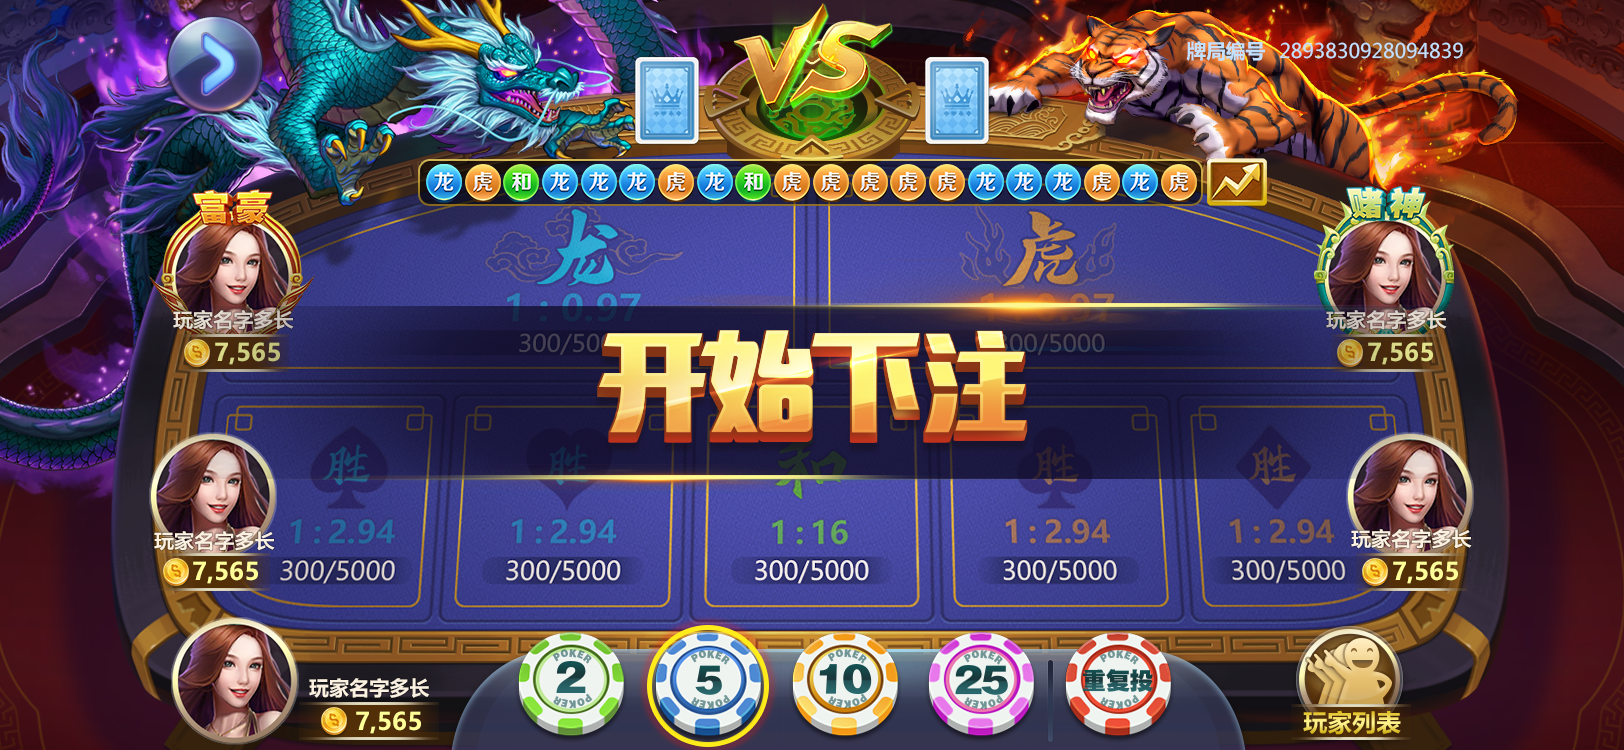 VS
牌局编号 2893830928094839
龙 虎 和 龙 龙 龙 虎 龙 和 虎 虎 虎 虎 虎 龙 龙 龙 虎 龙 虎
富豪
赌神
龙
虎
1:0.97
1:0.97
玩家名字多长
玩家名字多长
7,565
300/50
00/5000
7,565
开始下注
胜
胜
和
胜
胜
玩家名字多长
1:2.94
1:2.94
1:16
1:2.94
1:2.94
玩家名字多长
7,565
300/5000
300/5000
300/5000
300/5000
300/5000
7,565
玩家名字多长
7,565
POKER
2
POKER
POKER
5
POKER
POKER
10
POKER
POKER
25
POKER
POKER
重复投
POKER
玩家列表